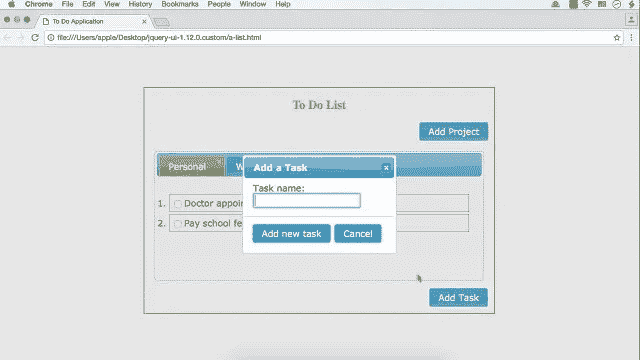 Chrome File Edit View History Bookmarks People Window Help
To Do Application
file:///Users/apple/Desktop/jquery-ui-1.12.0.custom/a-list.html
To Do List
Add Project
Personal W
Add a Task
Task name:
1. Doctor appoin
2. Pay school fe
Add new task Cancel
Add Task